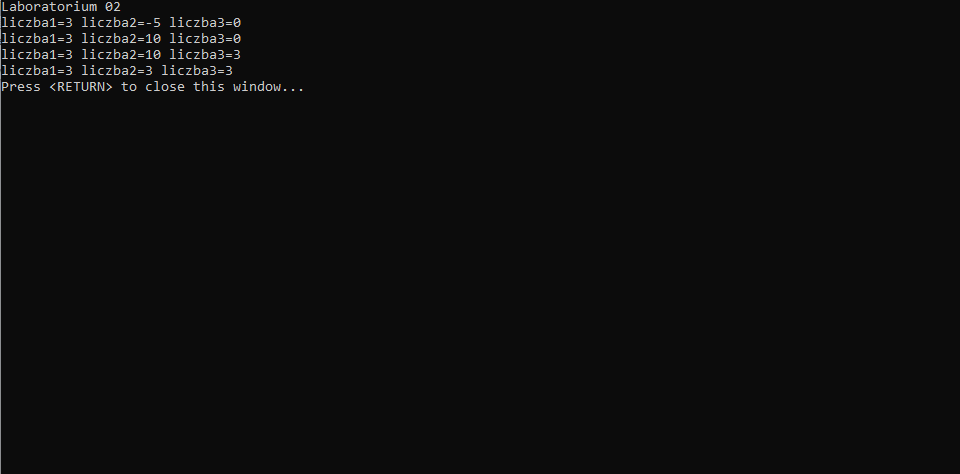 Laboratorium 02
liczba1=3 liczba2=-5 liczba3=0
liczba1=3 liczba2=10 liczba3=0
liczba1=3 liczba2=10 liczba3=3
liczba1=3 liczba2=3 liczba3=3
Press <RETURN> to close this window...